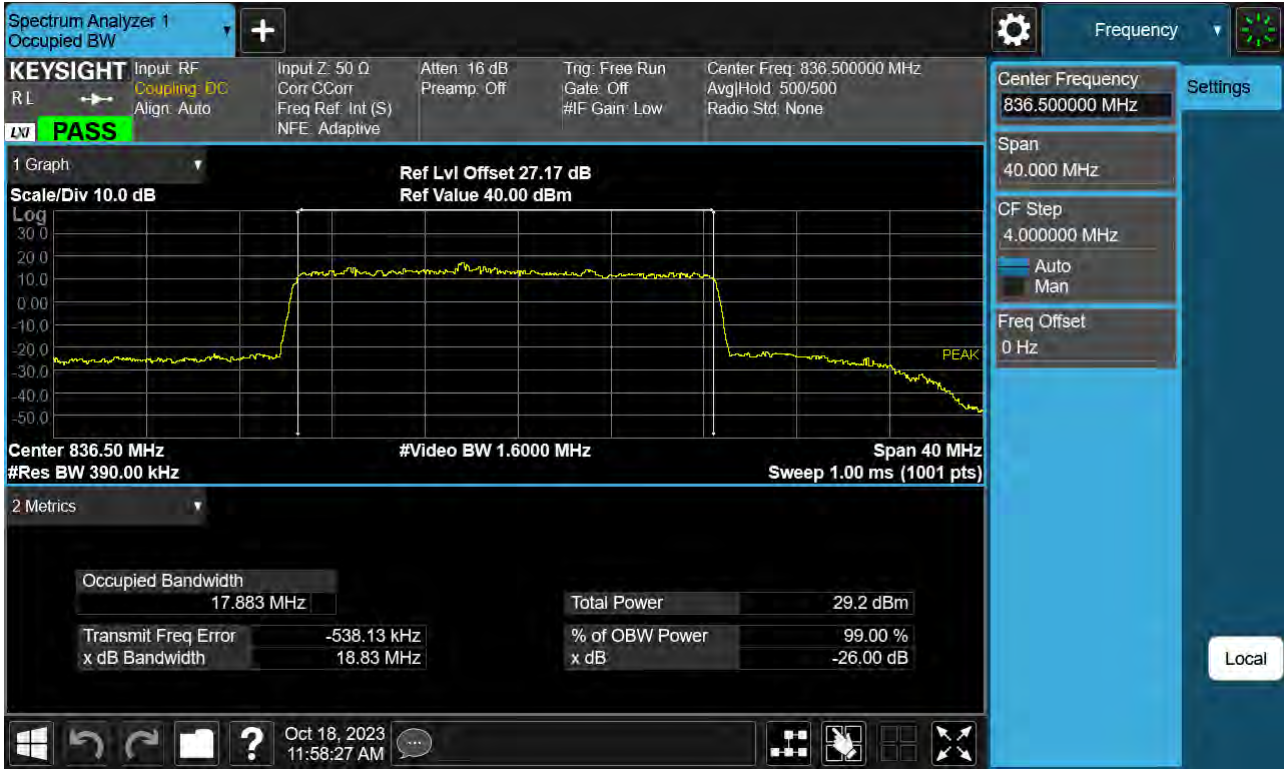 Spectrum Analyzer 1
Occupied BW
Frequency
KEYSIGHT
R L
LXI
PASS
Input: RF
Coupling: DC
Align: Auto
Input Z: 50 Ω
Corr CCorr
Freq Ref: Int (S)
NFE: Adaptive
Atten: 16 dB
Preamp: Off
Trig: Free Run
Gate: Off
#IF Gain: Low
Center Freq: 836.500000 MHz
Avg|Hold: 500/500
Radio Std: None
Center Frequency
836.500000 MHz
Settings
Span
40.000 MHz
CF Step
4.000000 MHz
Auto
Man
Freq Offset
0 Hz
Local
1 Graph
Scale/Div 10.0 dB
Ref Lvl Offset 27.17 dB
Ref Value 40.00 dBm
Log
30.0
20.0
10.0
0.00
-10.0
-20.0
-30.0
-40.0
-50.0
PEAK
Center 836.50 MHz
#Video BW 1.6000 MHz
Span 40 MHz
#Res BW 390.00 kHz
Sweep 1.00 ms (1001 pts)
2 Metrics
Occupied Bandwidth
17.883 MHz
Total Power 29.2 dBm
Transmit Freq Error -538.13 kHz
% of OBW Power 99.00 %
x dB Bandwidth 18.83 MHz
x dB -26.00 dB
?
Oct 18, 2023
11:58:27 AM